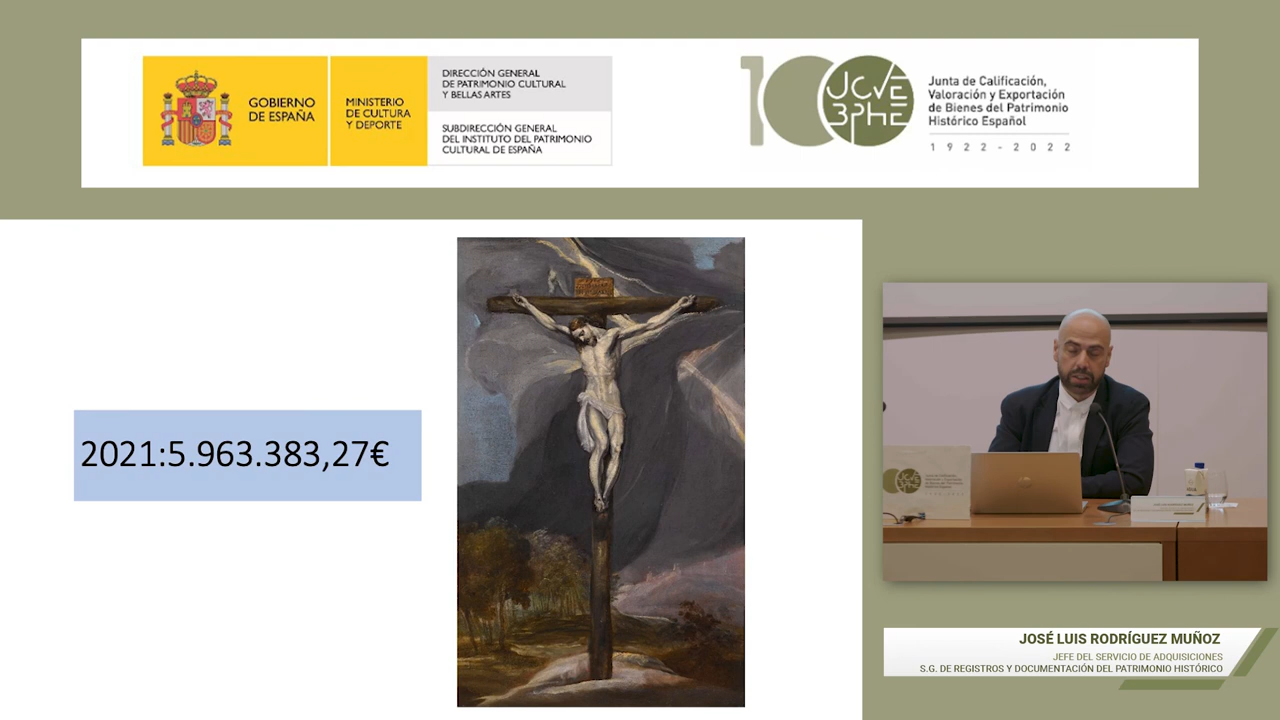 GOBIERNO
DE ESPAÑA
MINISTERIO
DE CULTURA
Y DEPORTE
DIRECCIÓN GENERAL
DE PATRIMONIO CULTURAL
Y BELLAS ARTES
SUBDIRECCIÓN GENERAL
DEL INSTITUTO DEL PATRIMONIO
CULTURAL DE ESPAÑA
100
JCVE
BPHE
Junta de Calificación,
Valoración y Exportación
de Bienes del Patrimonio
Histórico Español
1922-2022
2021:5.963.383,27€
JOSÉ LUIS RODRÍGUEZ MUÑOZ
JEFE DEL SERVICIO DE ADQUISICIONES
S.G. DE REGISTROS Y DOCUMENTACIÓN DEL PATRIMONIO HISTÓRICO